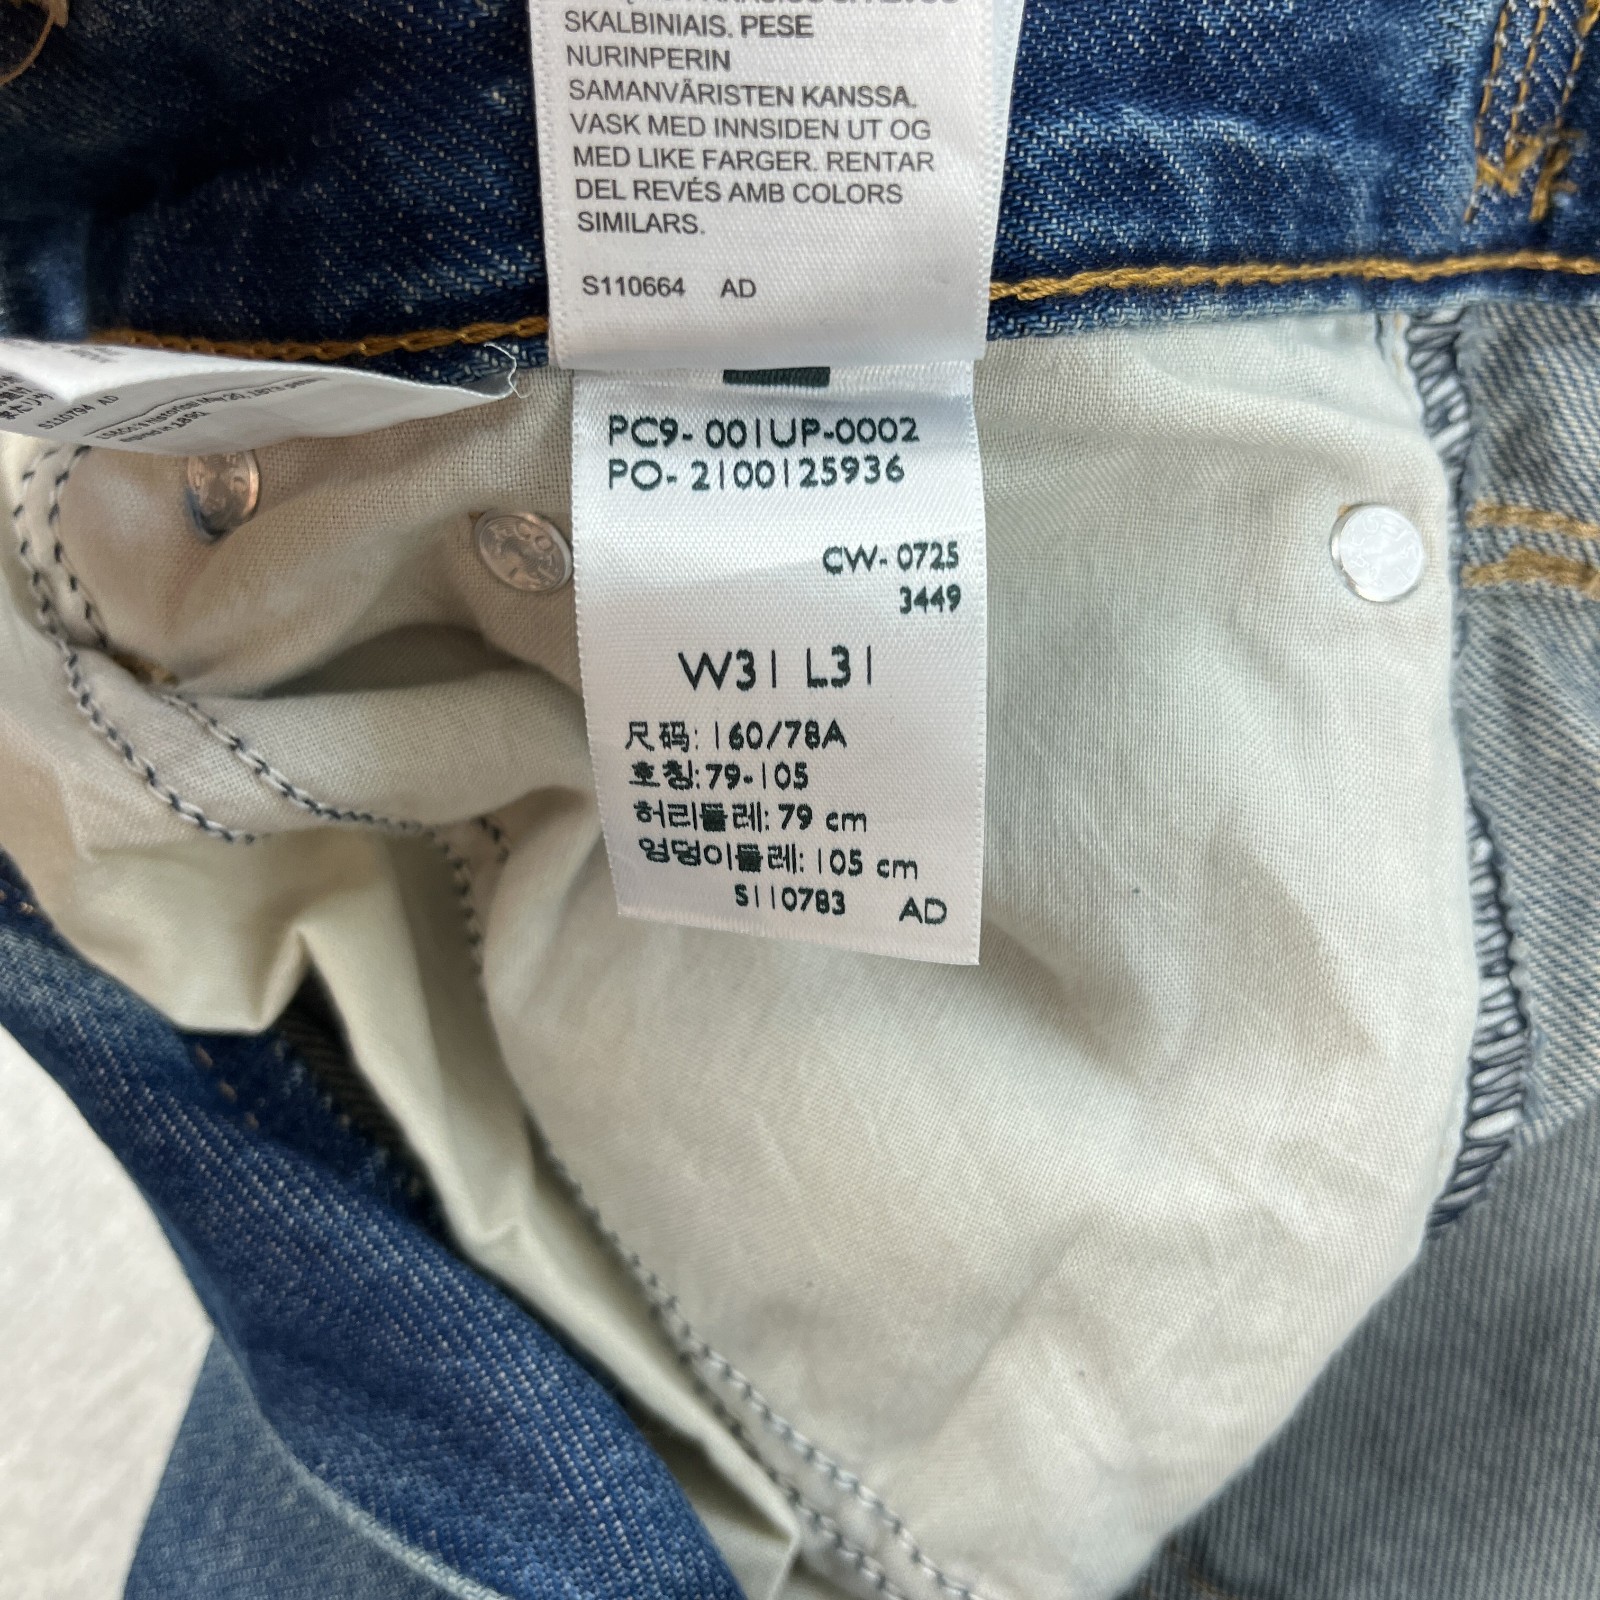 SKALBINIAIS. PESE
NURINPERIN
SAMANVÄRISTEN KANSSA.
VASK MED INNSIDEN UT OG
MED LIKE FARGER. RENTAR
DEL REVÉS AMB COLORS
SIMILARS.
S110664 AD
S110794 AD
PC9-001UP-0002
PO-2100125936
CW-0725
3449
W31 L31
尺码: 160/78A
호칭:79-105
허리둘레: 79 cm
엉덩이둘레: 105 cm
S110783 AD